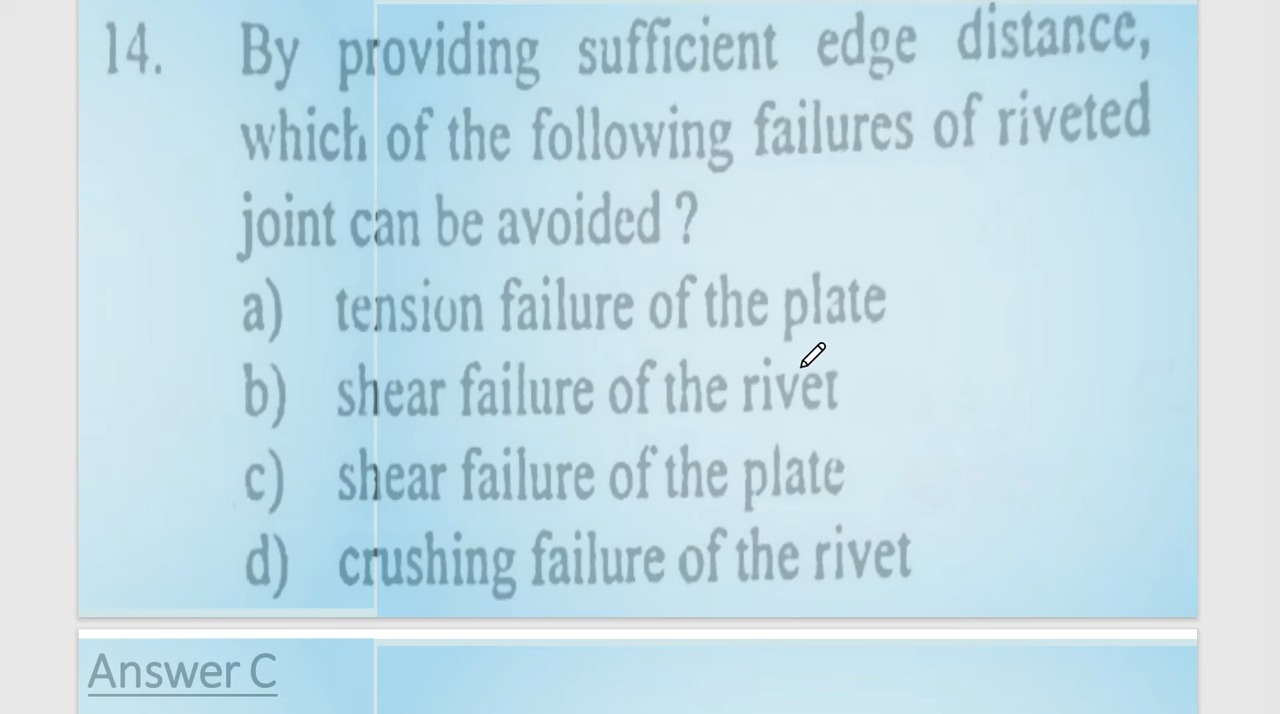 14. By providing sufficient edge distance,
which of the following failures of riveted
joint can be avoided ?
a) tension failure of the plate
b) shear failure of the rivet
c) shear failure of the plate
d) crushing failure of the rivet
Answer C